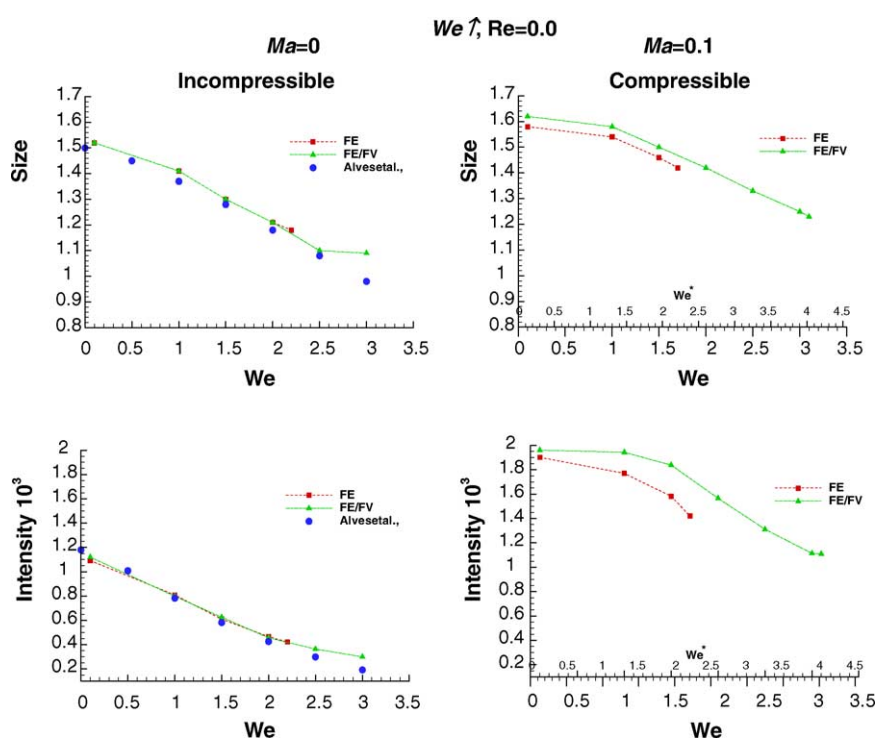 We↑, Re=0.0
Ma=0
Ma=0.1
Incompressible
Compressible
1.7
1.6
1.5
1.4
1.3
1.2
1.1
1
0.9
0.8
Size
FE
FE/FV
Alvesetal.,
0 0.5 1 1.5 2 2.5 3 3.5
We
1.7
1.6
1.5
1.4
1.3
1.2
1.1
1
0.9
0.8
Size
FE
FE/FV
We*
0 0.5 1 1.5 2 2.5 3 3.5 4 4.5
0 0.5 1 1.5 2 2.5 3 3.5
We
2
1.8
1.6
1.4
1.2
1
0.8
0.6
0.4
0.2
Intensity 10³
FE
FE/FV
Alvesetal.,
0 0.5 1 1.5 2 2.5 3 3.5
We
2
1.8
1.6
1.4
1.2
1
0.8
0.6
0.4
0.2
Intensity 10³
FE
FE/FV
We*
0 0.5 1 1.5 2 2.5 3 3.5 4 4.5
0 0.5 1 1.5 2 2.5 3 3.5
We